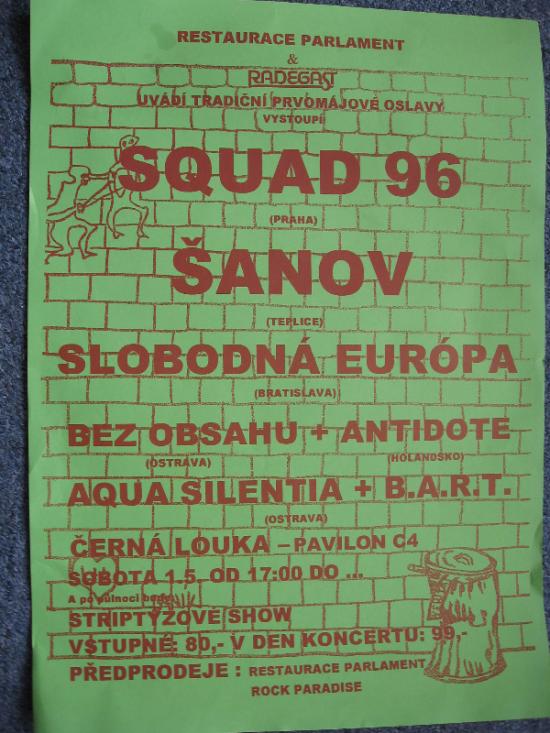 RESTAURACE PARLAMENT
&
RADEGAST
UVÁDÍ TRADIČNÍ PRVOMÁJOVÉ OSLAVY
VYSTOUPÍ:
SQUAD 96
(PRAHA)
ŠANOV
(TEPLICE)
SLOBODNÁ EURÓPA
(BRATISLAVA)
BEZ OBSAHU + ANTIDOTE
(OSTRAVA) (HOLANDSKO)
AQUA SILENTIA + B.A.R.T.
(OSTRAVA)
ČERNÁ LOUKA – PAVILON C4
SOBOTA 1.5. OD 17:00 DO ...
A po půlnoci bude:
STRIPTÝZOVÉ SHOW
VSTUPNÉ: 80,- V DEN KONCERTU: 99,-
PŘEDPRODEJE : RESTAURACE PARLAMENT
ROCK PARADISE